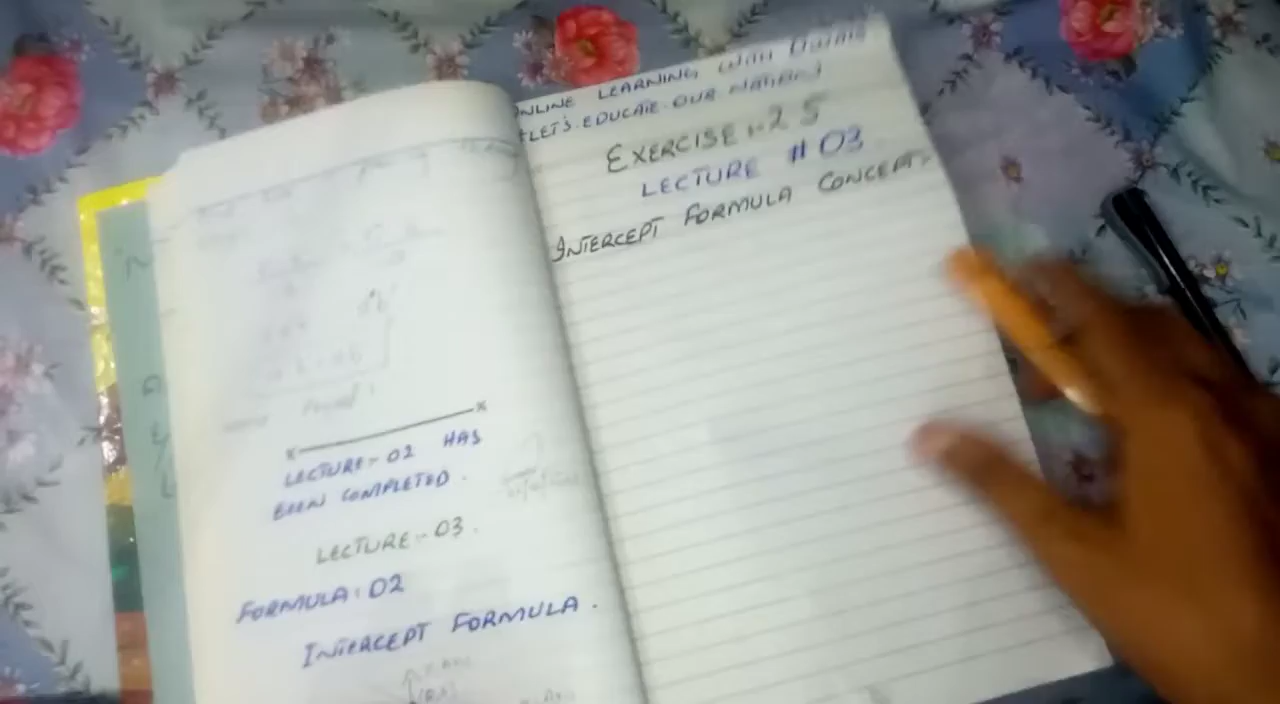 LECTURE:- 02 HAS
BEEN COMPLETED.
LECTURE:-03.
FORMULA: 02
INTERCEPT FORMULA.
ONLINE LEARNING WITH
LET'S EDUCATE OUR NATION
EXERCISE:- 2 5
LECTURE # 03
INTERCEPT FORMULA CONCEPT.